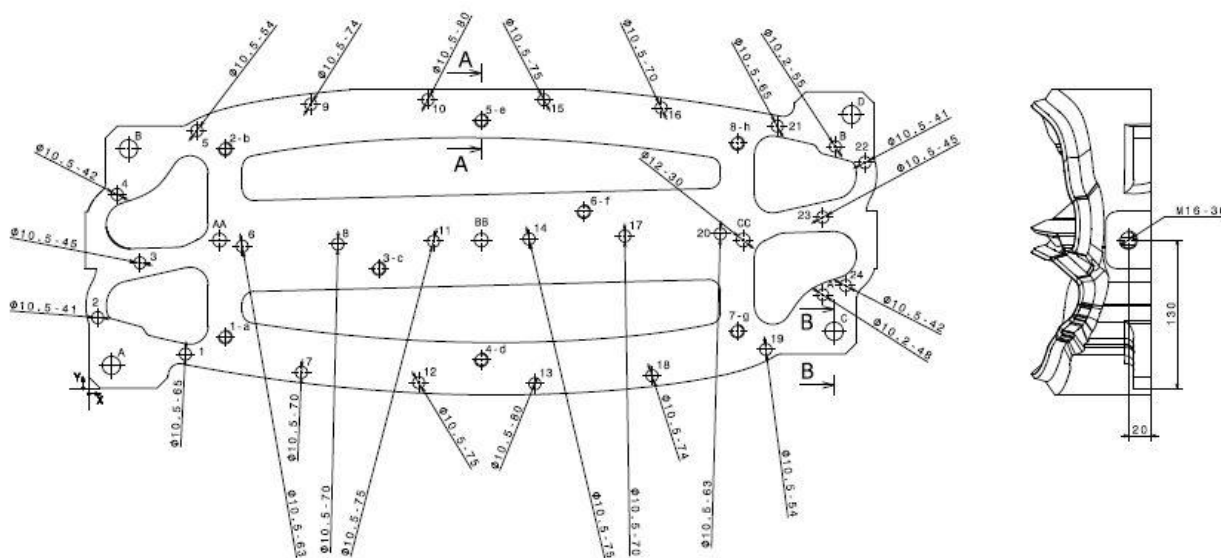 Φ10.5-54
Φ10.5-74
Φ10.5-80
A
Φ10.5-75
Φ10.5-70
Φ10.5-65
Φ10.2-55
5
9
10
5-e
15
16
21
D
B
2-b
A
8-h
B
22
Φ10.5-41
Φ10.5-45
Φ10.5-42
4
Φ12-30
6-f
23
M16-30
Φ10.5-45
AA
6
8
11
BB
14
17
20
CC
3
3-c
24
A
Φ10.5-41
2
B
C
Φ10.5-42
Φ10.2-48
130
1-a
7-g
A
1
7
4-d
12
13
18
19
B
Y
X
20
Φ10.5-65
Φ10.5-70
Φ10.5-63
Φ10.5-70
Φ10.5-75
Φ10.5-75
Φ10.5-80
Φ10.5-75
Φ10.5-70
Φ10.5-74
Φ10.5-63
Φ10.5-54